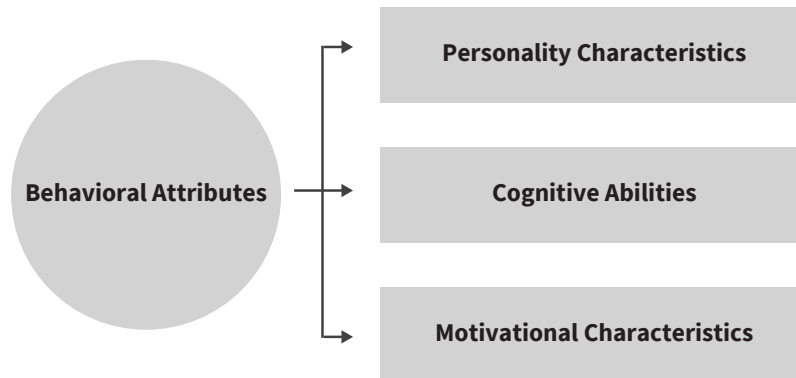 Personality Characteristics
Behavioral Attributes
Cognitive Abilities
Motivational Characteristics